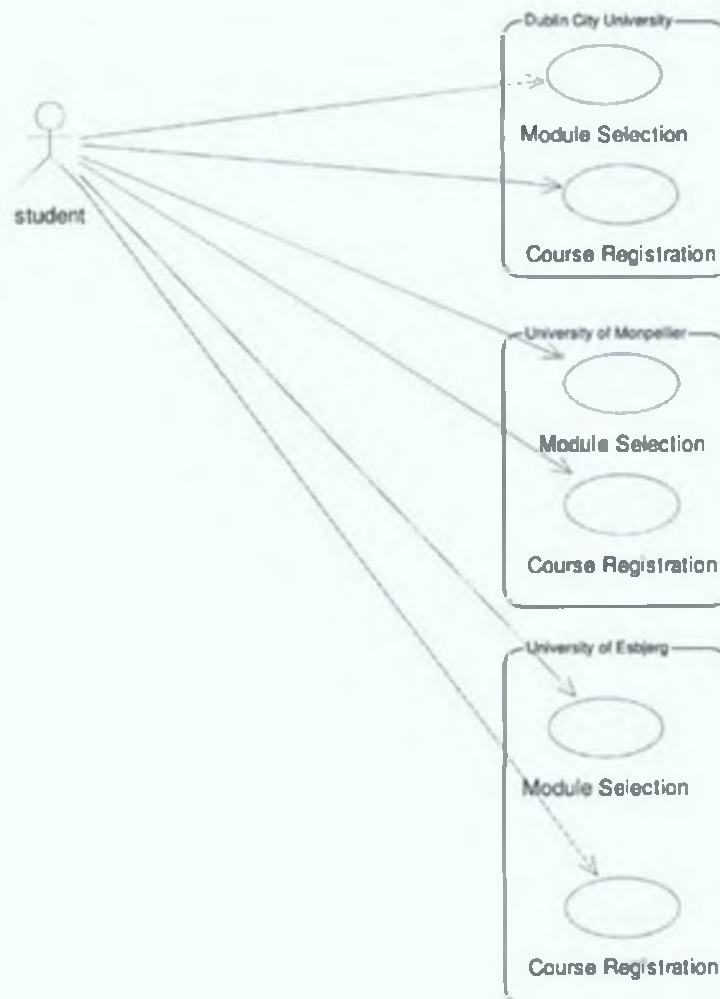 Dublin City University
Module Selection
student
Course Registration
University of Monpellier
Module Selection
Course Registration
University of Esbjerg
Module Selection
Course Registration